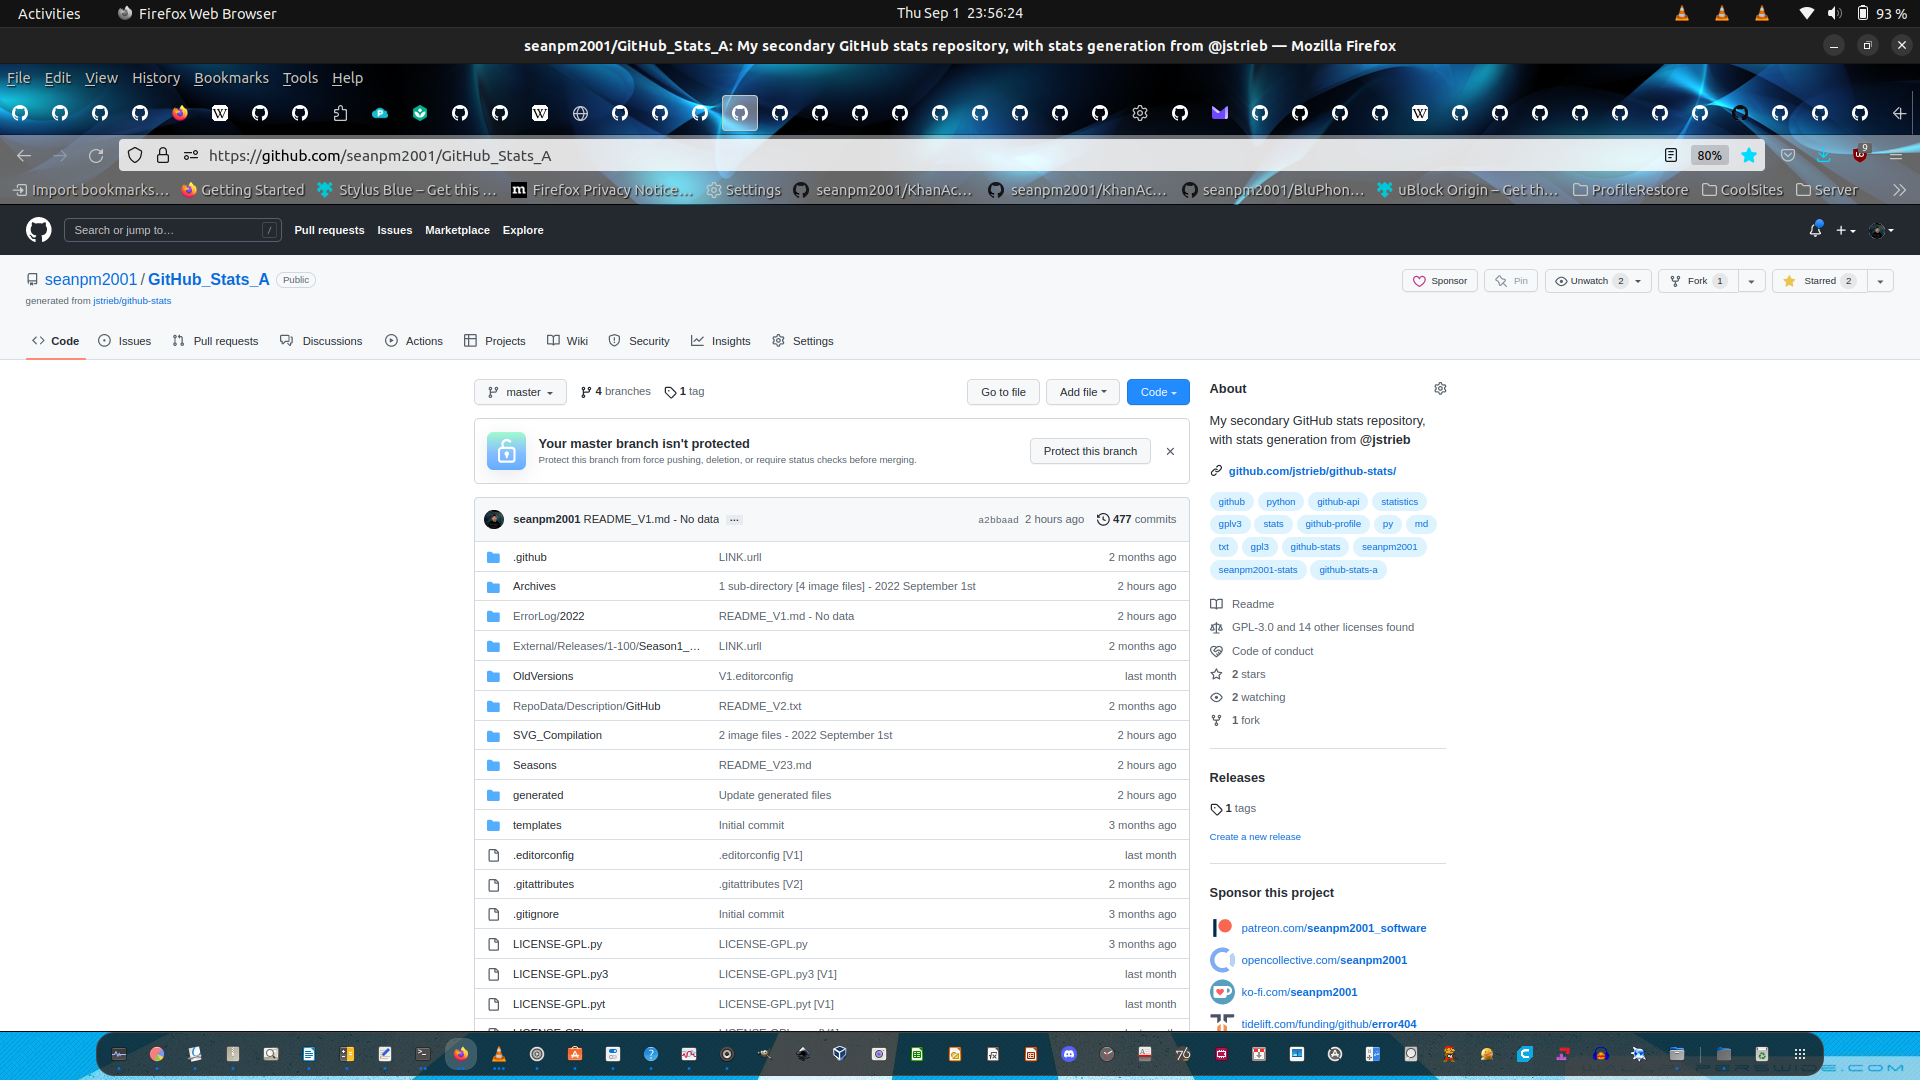 Activities Firefox Web Browser Thu Sep 1 23:56:24 93 %
seanpm2001/GitHub_Stats_A: My secondary GitHub stats repository, with stats generation from @jstrieb — Mozilla Firefox
File Edit View History Bookmarks Tools Help
https://github.com/seanpm2001/GitHub_Stats_A 80% 9
Import bookmarks… Getting Started Stylus Blue – Get this … Firefox Privacy Notice… Settings seanpm2001/KhanAc… seanpm2001/KhanAc… seanpm2001/BluPhon… uBlock Origin – Get th… ProfileRestore CoolSites Server
Search or jump to… / Pull requests Issues Marketplace Explore
seanpm2001 / GitHub_Stats_A Public Sponsor Pin Unwatch 2 Fork 1 Starred 2
generated from jstrieb/github-stats
Code Issues Pull requests Discussions Actions Projects Wiki Security Insights Settings
master 4 branches 1 tag Go to file Add file Code
Your master branch isn't protected
Protect this branch from force pushing, deletion, or require status checks before merging.
Protect this branch
seanpm2001 README_V1.md - No data … a2bbaad 2 hours ago 477 commits
.github LINK.urll 2 months ago
Archives 1 sub-directory [4 image files] - 2022 September 1st 2 hours ago
ErrorLog/2022 README_V1.md - No data 2 hours ago
External/Releases/1-100/Season1_… LINK.urll 2 months ago
OldVersions V1.editorconfig last month
RepoData/Description/GitHub README_V2.txt 2 months ago
SVG_Compilation 2 image files - 2022 September 1st 2 hours ago
Seasons README_V23.md 2 hours ago
generated Update generated files 2 hours ago
templates Initial commit 3 months ago
.editorconfig .editorconfig [V1] last month
.gitattributes .gitattributes [V2] 2 months ago
.gitignore Initial commit 3 months ago
LICENSE-GPL.py LICENSE-GPL.py 3 months ago
LICENSE-GPL.py3 LICENSE-GPL.py3 [V1] last month
LICENSE-GPL.pyt LICENSE-GPL.pyt [V1] last month
About
My secondary GitHub stats repository,
with stats generation from @jstrieb
github.com/jstrieb/github-stats/
github python github-api statistics
gplv3 stats github-profile py md
txt gpl3 github-stats seanpm2001
seanpm2001-stats github-stats-a
Readme
GPL-3.0 and 14 other licenses found
Code of conduct
2 stars
2 watching
1 fork
Releases
1 tags
Create a new release
Sponsor this project
patreon.com/seanpm2001_software
opencollective.com/seanpm2001
ko-fi.com/seanpm2001
tidelift.com/funding/github/error404